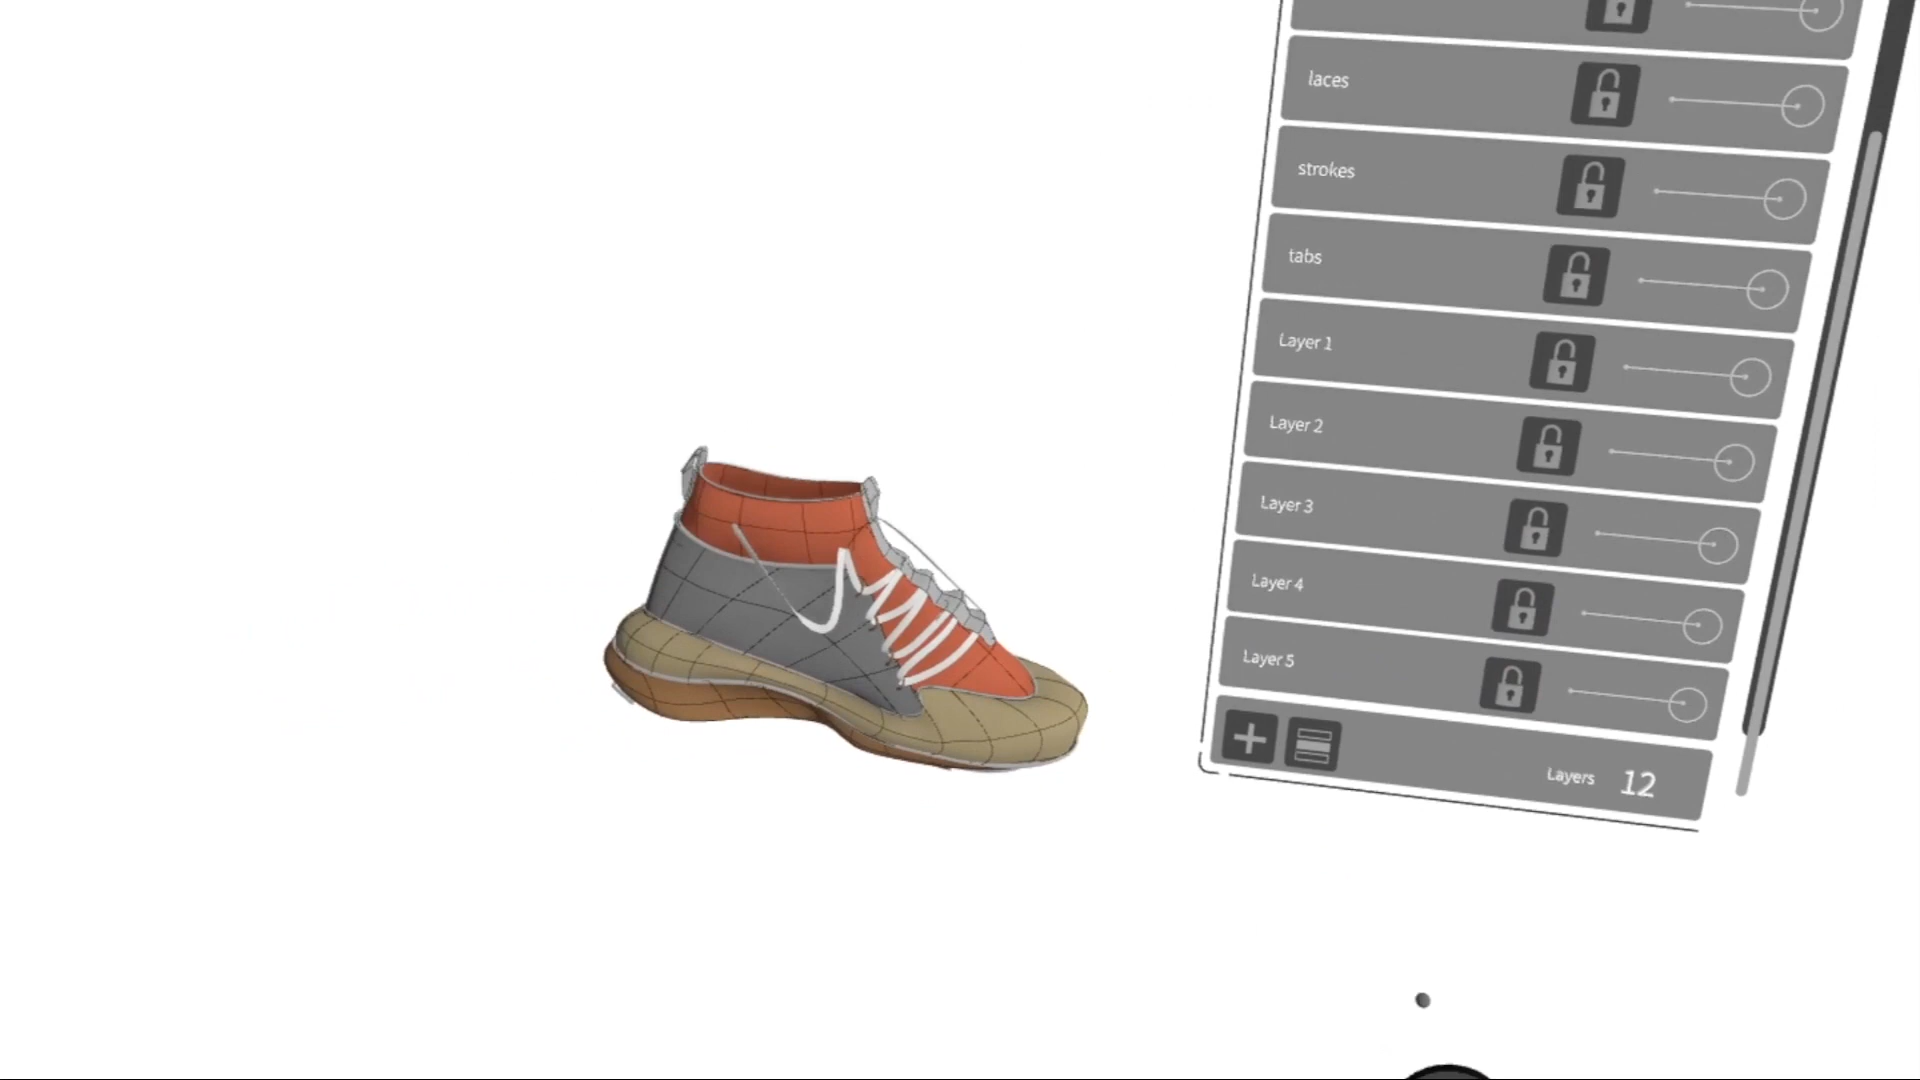 laces
strokes
tabs
Layer 1
Layer 2
Layer 3
Layer 4
Layer 5
Layers 12